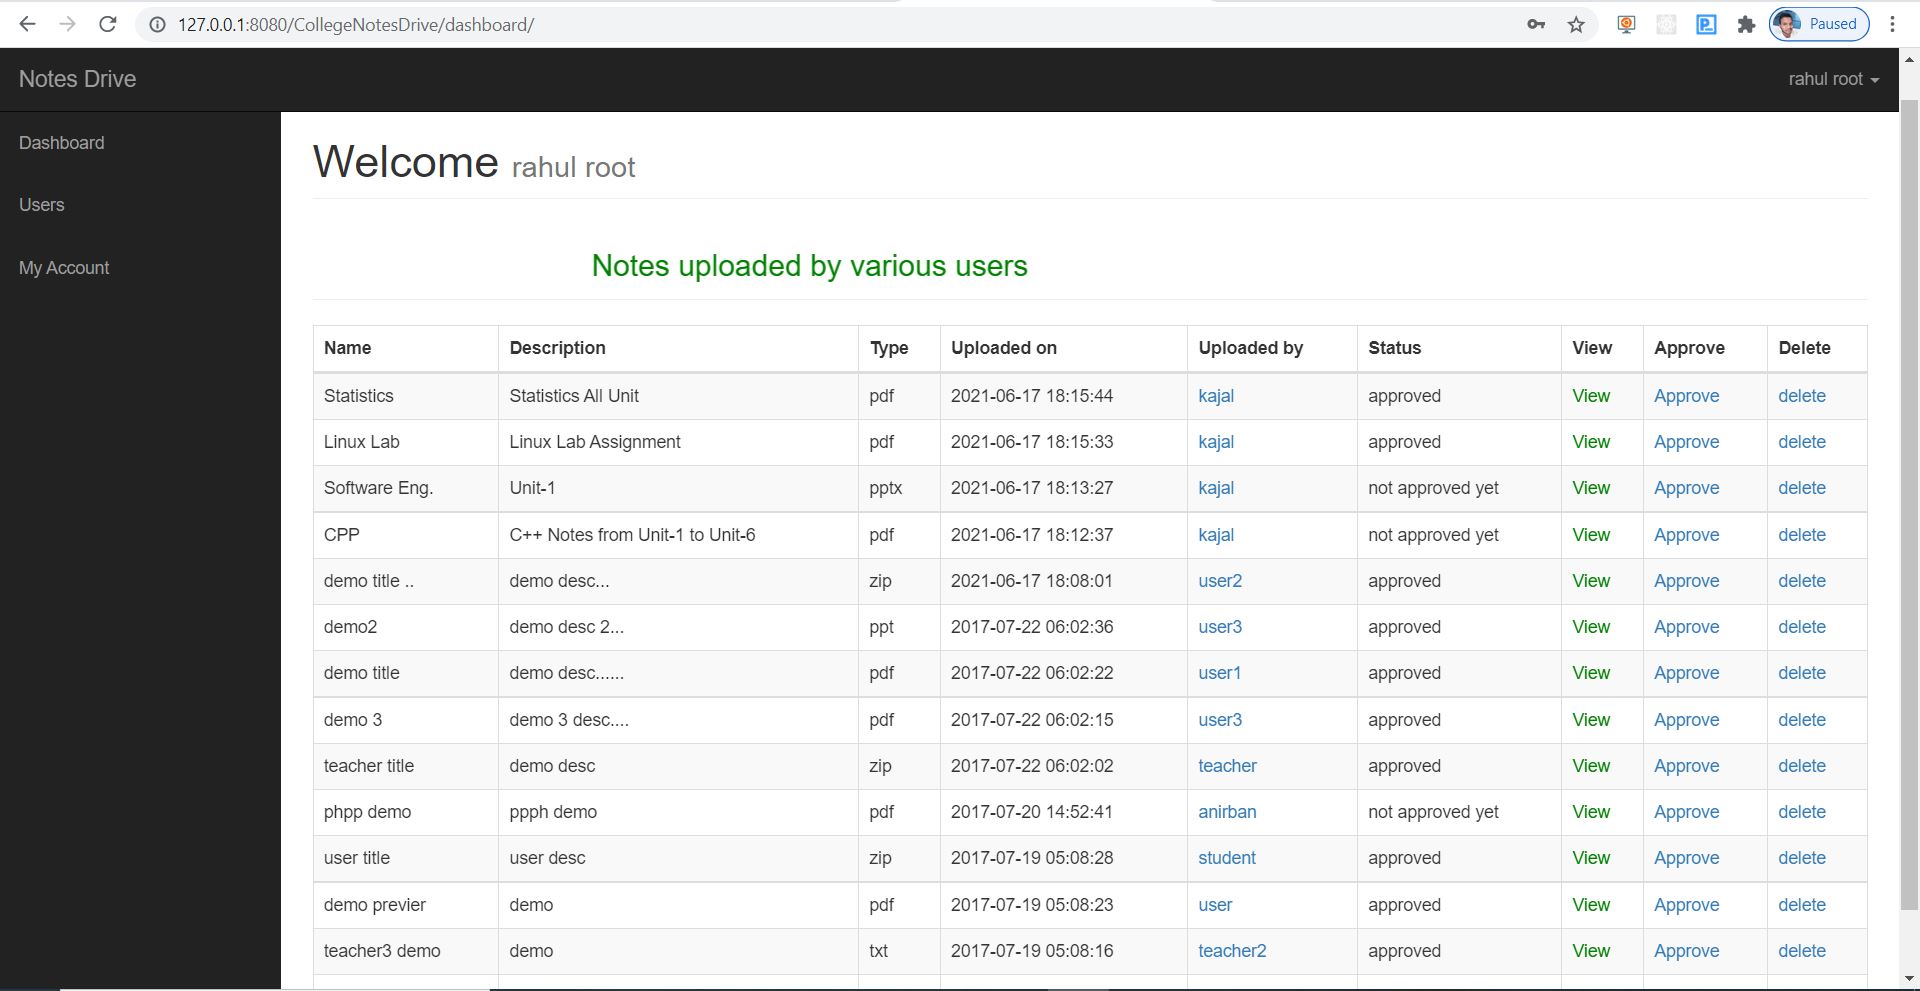 127.0.0.1:8080/CollegeNotesDrive/dashboard/
Paused
Notes Drive
rahul root
Dashboard
Users
My Account
Welcome rahul root
Notes uploaded by various users
Name Description Type Uploaded on Uploaded by Status View Approve Delete
Statistics Statistics All Unit pdf 2021-06-17 18:15:44 kajal approved View Approve delete
Linux Lab Linux Lab Assignment pdf 2021-06-17 18:15:33 kajal approved View Approve delete
Software Eng. Unit-1 pptx 2021-06-17 18:13:27 kajal not approved yet View Approve delete
CPP C++ Notes from Unit-1 to Unit-6 pdf 2021-06-17 18:12:37 kajal not approved yet View Approve delete
demo title .. demo desc... zip 2021-06-17 18:08:01 user2 approved View Approve delete
demo2 demo desc 2... ppt 2017-07-22 06:02:36 user3 approved View Approve delete
demo title demo desc...... pdf 2017-07-22 06:02:22 user1 approved View Approve delete
demo 3 demo 3 desc.... pdf 2017-07-22 06:02:15 user3 approved View Approve delete
teacher title demo desc zip 2017-07-22 06:02:02 teacher approved View Approve delete
phpp demo ppph demo pdf 2017-07-20 14:52:41 anirban not approved yet View Approve delete
user title user desc zip 2017-07-19 05:08:28 student approved View Approve delete
demo previer demo pdf 2017-07-19 05:08:23 user approved View Approve delete
teacher3 demo demo txt 2017-07-19 05:08:16 teacher2 approved View Approve delete